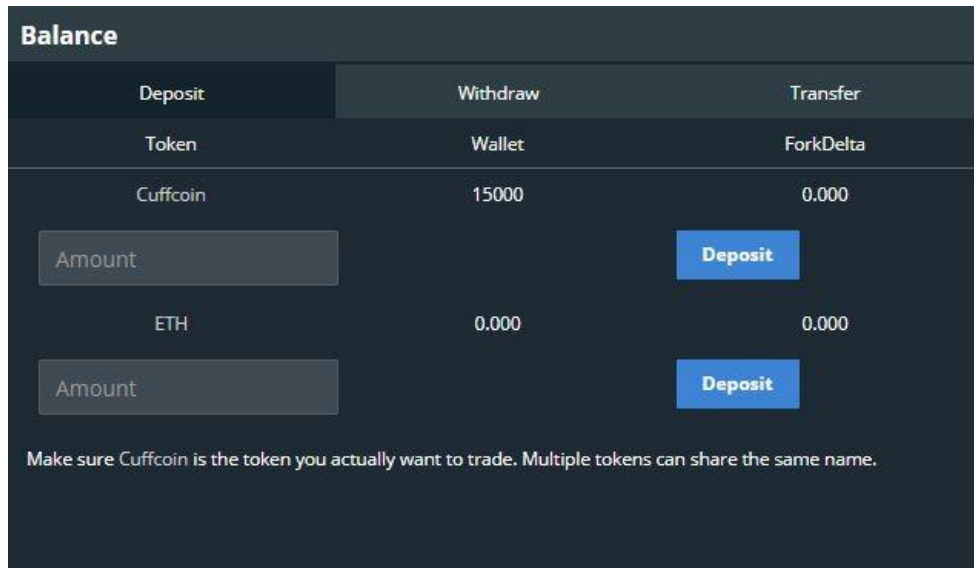 Balance
Deposit Withdraw Transfer
Token Wallet ForkDelta
Cuffcoin 15000 0.000
Amount Deposit
ETH 0.000 0.000
Amount Deposit
Make sure Cuffcoin is the token you actually want to trade. Multiple tokens can share the same name.